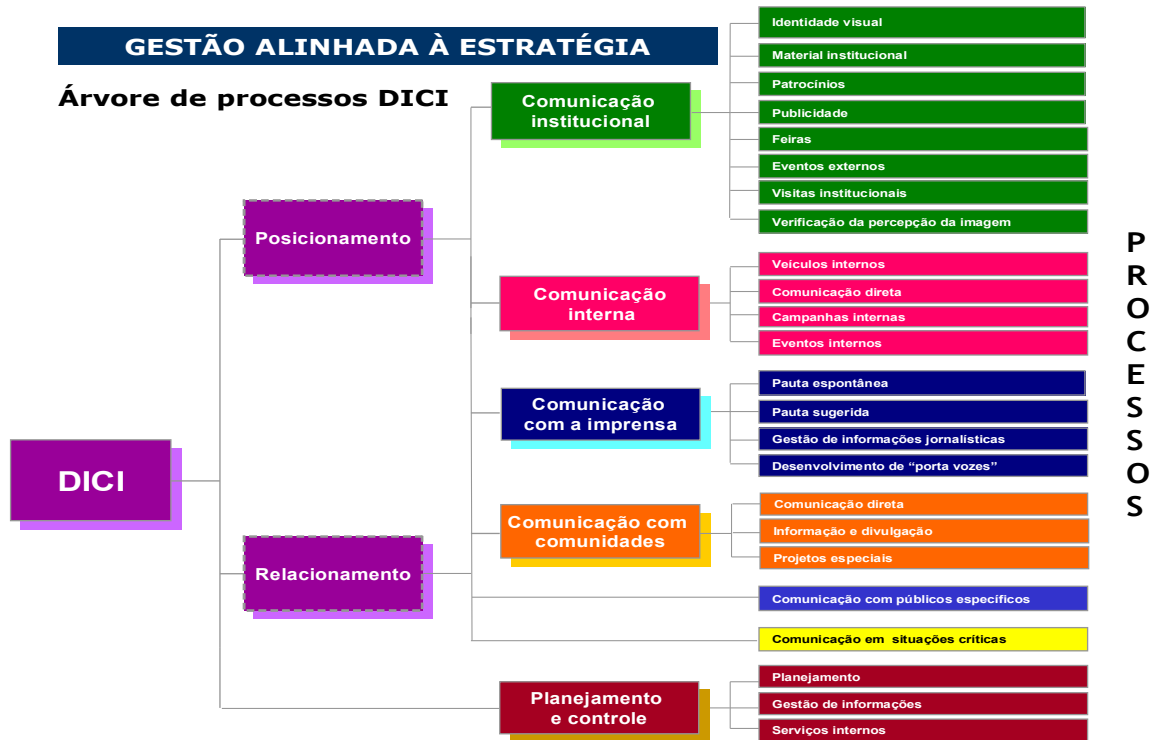 GESTÃO ALINHADA À ESTRATÉGIA
Árvore de processos DICI
DICI
Posicionamento
Relacionamento
Comunicação
institucional
Identidade visual
Material institucional
Patrocínios
Publicidade
Feiras
Eventos externos
Visitas institucionais
Verificação da percepção da imagem
Comunicação
interna
Veículos internos
Comunicação direta
Campanhas internas
Eventos internos
Comunicação
com a imprensa
Pauta espontânea
Pauta sugerida
Gestão de informações jornalísticas
Desenvolvimento de “porta vozes”
Comunicação com
comunidades
Comunicação direta
Informação e divulgação
Projetos especiais
Comunicação com públicos específicos
Comunicação em situações críticas
Planejamento
e controle
Planejamento
Gestão de informações
Serviços internos
P
R
O
C
E
S
S
O
S